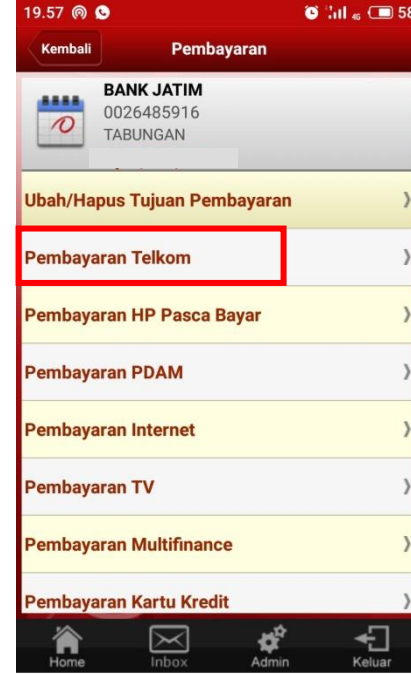 19.57
58
Kembali
Pembayaran
BANK JATIM
0026485916
TABUNGAN
Ubah/Hapus Tujuan Pembayaran
Pembayaran Telkom
Pembayaran HP Pasca Bayar
Pembayaran PDAM
Pembayaran Internet
Pembayaran TV
Pembayaran Multifinance
Pembayaran Kartu Kredit
Home Inbox Admin Keluar